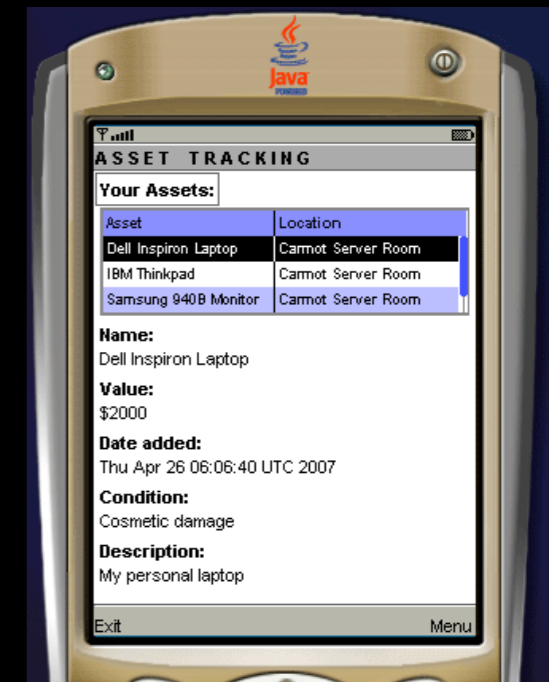 Java
POWERED
ASSET TRACKING
Your Assets:
Asset Location
Dell Inspiron Laptop Carmot Server Room
IBM Thinkpad Carmot Server Room
Samsung 940B Monitor Carmot Server Room
Name:
Dell Inspiron Laptop
Value:
$2000
Date added:
Thu Apr 26 06:06:40 UTC 2007
Condition:
Cosmetic damage
Description:
My personal laptop
Exit Menu